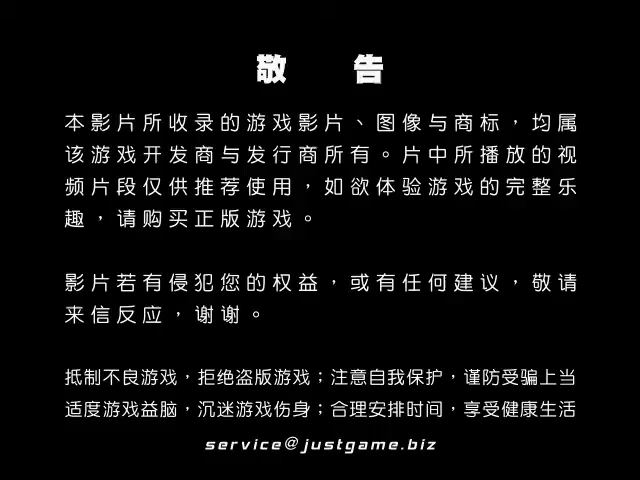 敬 告
本影片所收录的游戏影片、图像与商标，均属
该游戏开发商与发行商所有。片中所播放的视
频片段仅供推荐使用，如欲体验游戏的完整乐
趣，请购买正版游戏。
影片若有侵犯您的权益，或有任何建议，敬请
来信反应，谢谢。
抵制不良游戏，拒绝盗版游戏；注意自我保护，谨防受骗上当
适度游戏益脑，沉迷游戏伤身；合理安排时间，享受健康生活
service@justgame.biz